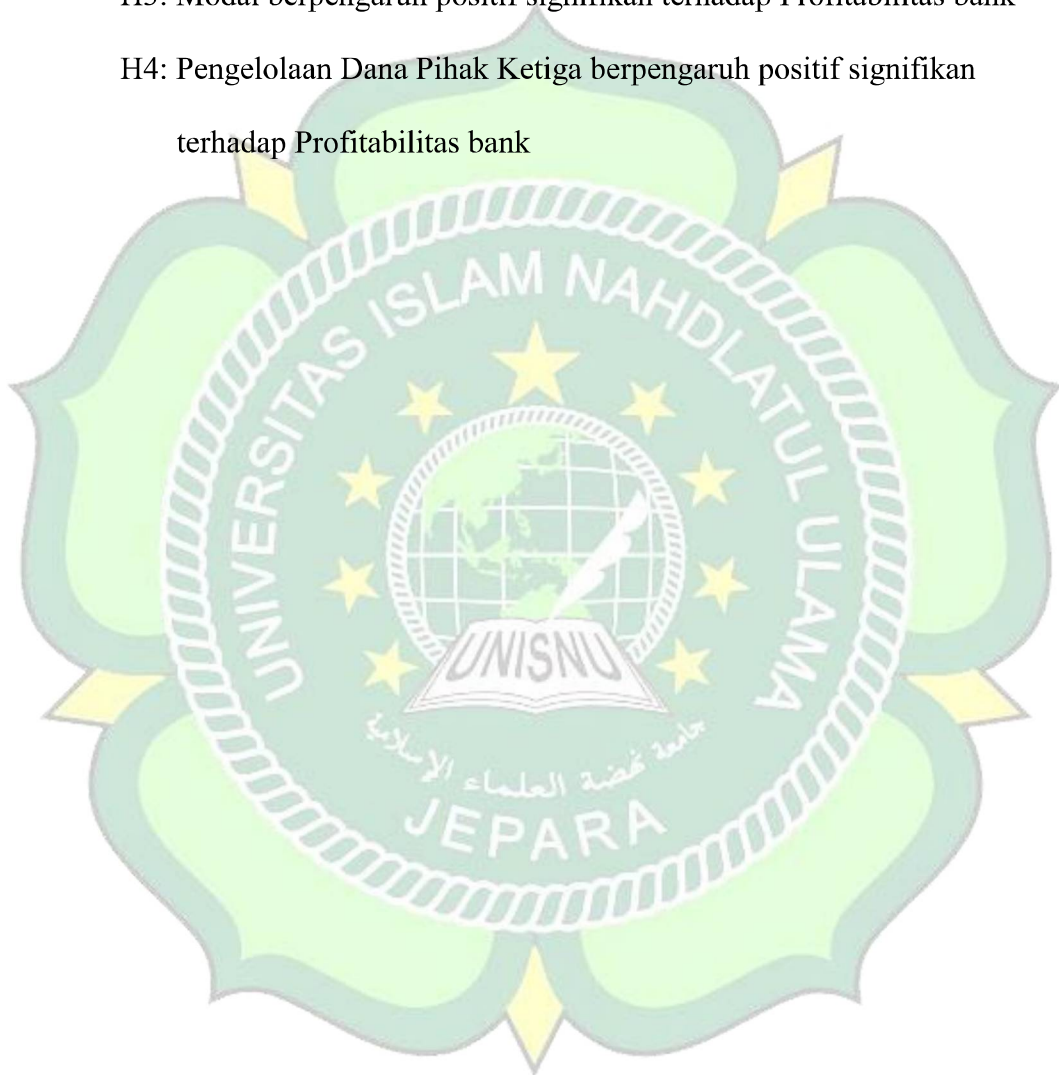 H3: Modal berpengaruh positif signifikan terhadap Profitabilitas bank
H4: Pengelolaan Dana Pihak Ketiga berpengaruh positif signifikan
terhadap Profitabilitas bank
UNIVERSITAS ISLAM NAHDLATUL ULAMA
UNISNU
جامعة نهضة العلماء الإسلامية
JEPARA